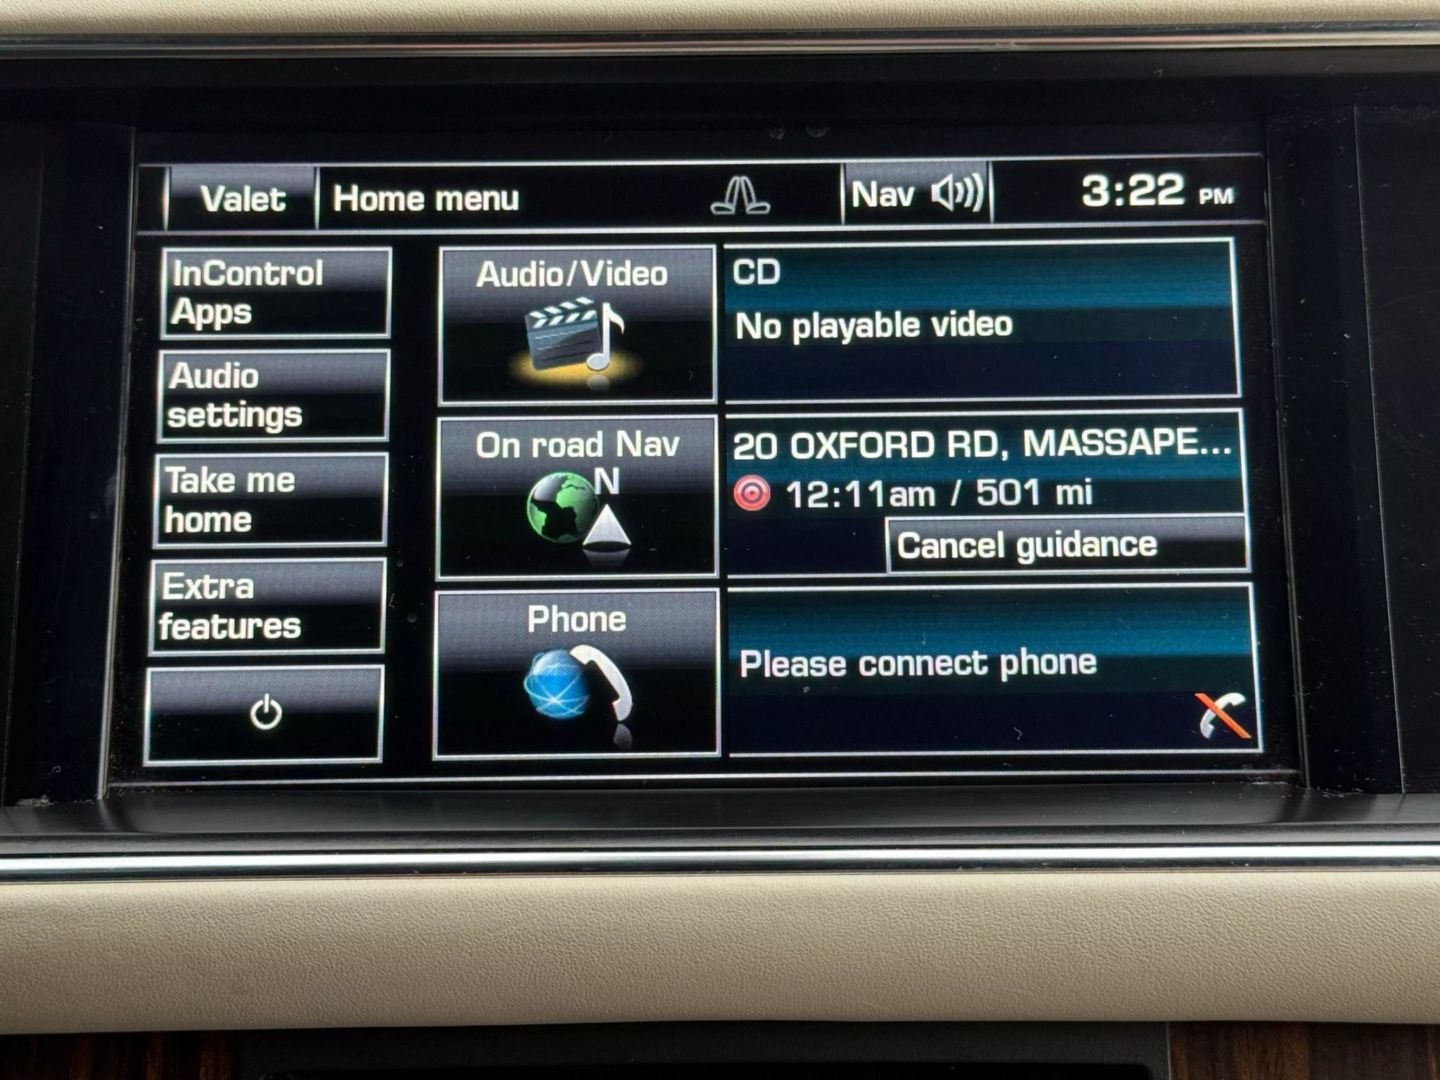 Valet Home menu Nav 3:22 PM
InControl
Apps
Audio
settings
Take me
home
Extra
features
Audio/Video
CD
No playable video
On road Nav
N
20 OXFORD RD, MASSAPE...
12:11am / 501 mi
Cancel guidance
Phone
Please connect phone